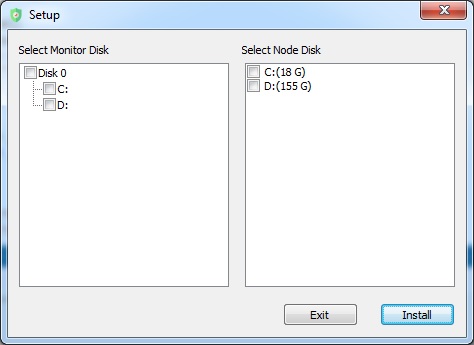 Setup
Select Monitor Disk
Disk 0
C:
D:
Select Node Disk
C:(18 G)
D:(155 G)
Exit
Install